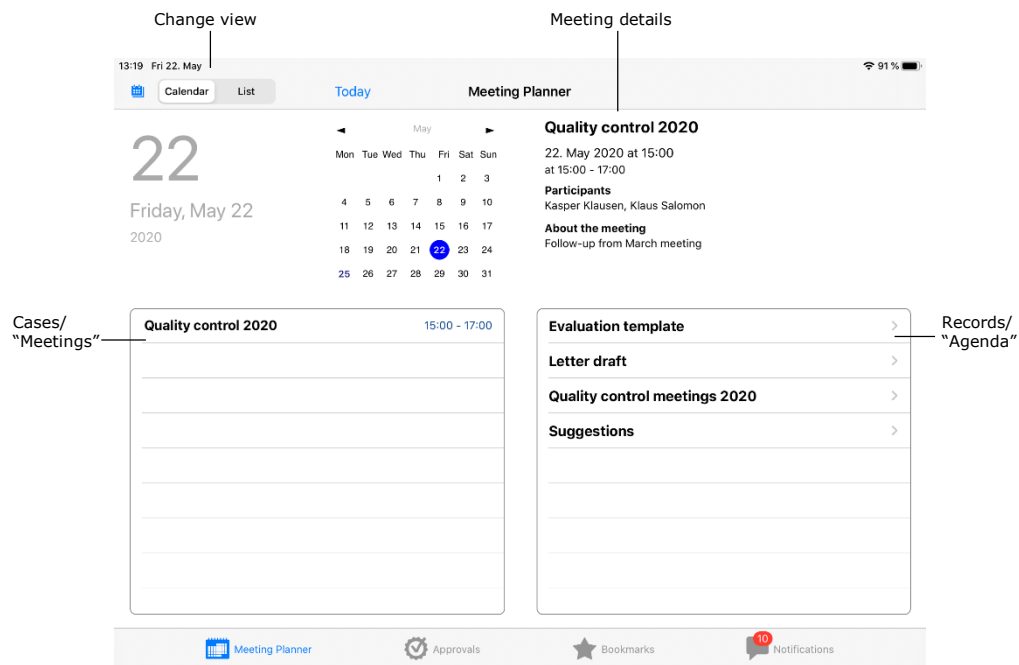 Change view
Meeting details
13:19 Fri 22. May
91 %
Calendar
List
Today
Meeting Planner
22
Friday, May 22
2020
May
Mon Tue Wed Thu Fri Sat Sun
1 2 3
4 5 6 7 8 9 10
11 12 13 14 15 16 17
18 19 20 21 22 23 24
25 26 27 28 29 30 31
Quality control 2020
22. May 2020 at 15:00
at 15:00 - 17:00
Participants
Kasper Klausen, Klaus Salomon
About the meeting
Follow-up from March meeting
Cases/
“Meetings”
Quality control 2020 15:00 - 17:00
Evaluation template
Letter draft
Quality control meetings 2020
Suggestions
Records/
“Agenda”
Meeting Planner
Approvals
Bookmarks
10
Notifications